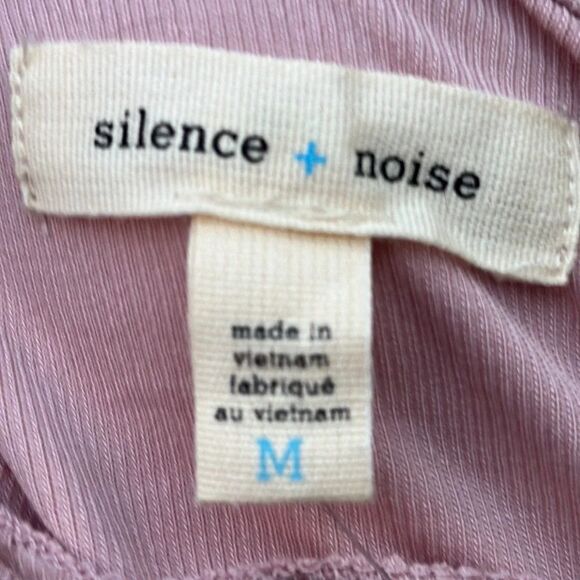 silence + noise
made in
vietnam
fabriqué
au vietnam
M